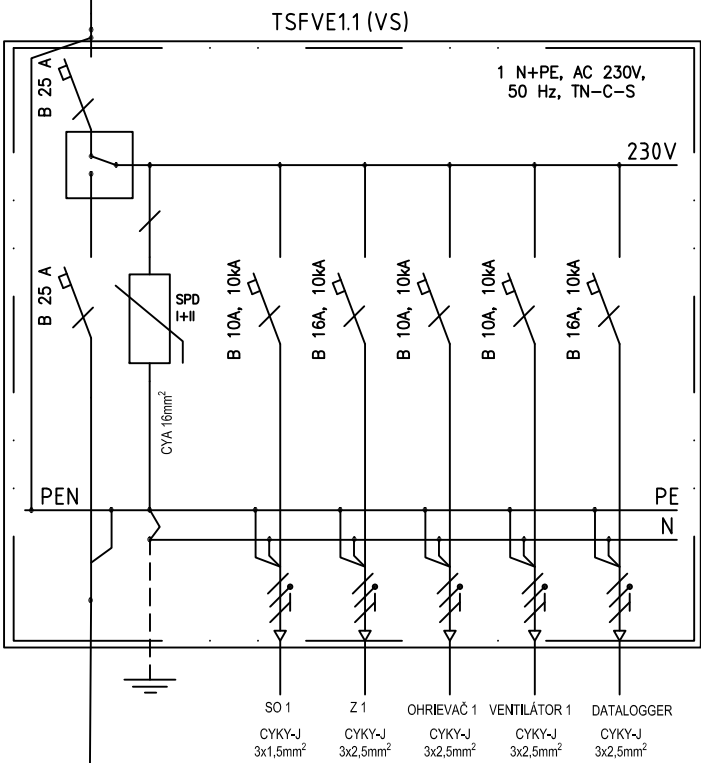 TSFVE1.1 (VS)
1 N+PE, AC 230V,
50 Hz, TN-C-S
B 25 A
230V
B 25 A
SPD
I+II
CYA 16mm²
B 10A, 10kA
B 16A, 10kA
B 10A, 10kA
B 10A, 10kA
B 16A, 10kA
PEN
PE
N
SO 1
CYKY-J
3x1,5mm²
Z 1
CYKY-J
3x2,5mm²
OHRIEVAČ 1
CYKY-J
3x2,5mm²
VENTILÁTOR 1
CYKY-J
3x2,5mm²
DATALOGGER
CYKY-J
3x2,5mm²